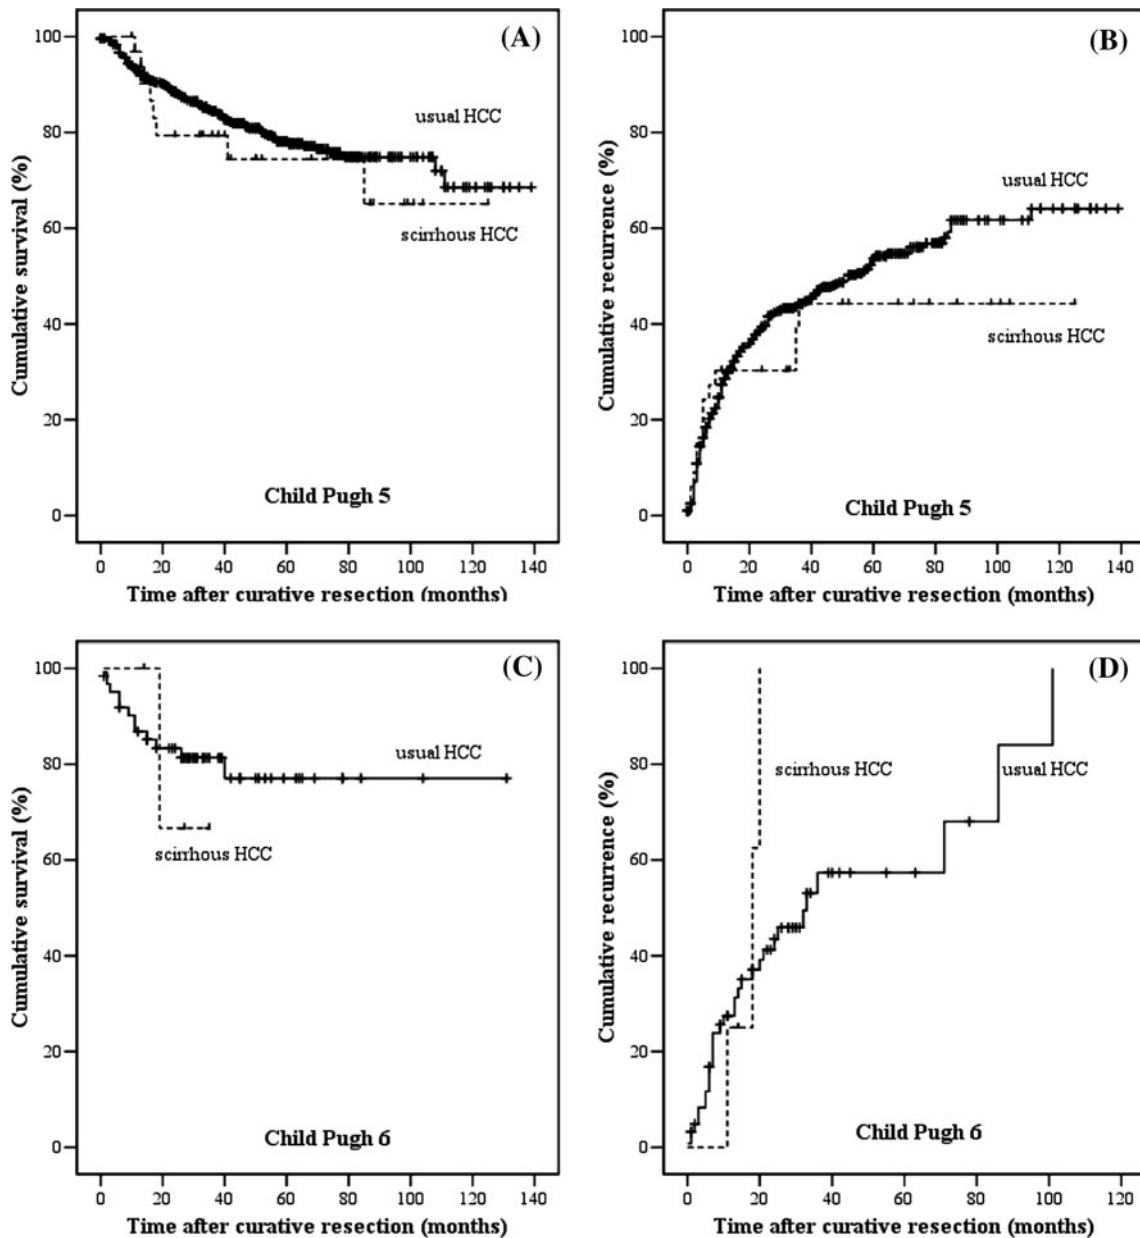 (A)
100
80
60
40
20
0
Cumulative survival (%)
usual HCC
scirrhous HCC
Child Pugh 5
0 20 40 60 80 100 120 140
Time after curative resection (months)
(B)
100
80
60
40
20
0
Cumulative recurrence (%)
usual HCC
scirrhous HCC
Child Pugh 5
0 20 40 60 80 100 120 140
Time after curative resection (months)
(C)
100
80
60
40
20
0
Cumulative survival (%)
usual HCC
scirrhous HCC
Child Pugh 6
0 20 40 60 80 100 120 140
Time after curative resection (months)
(D)
100
80
60
40
20
0
Cumulative recurrence (%)
scirrhous HCC
usual HCC
Child Pugh 6
0 20 40 60 80 100 120
Time after curative resection (months)